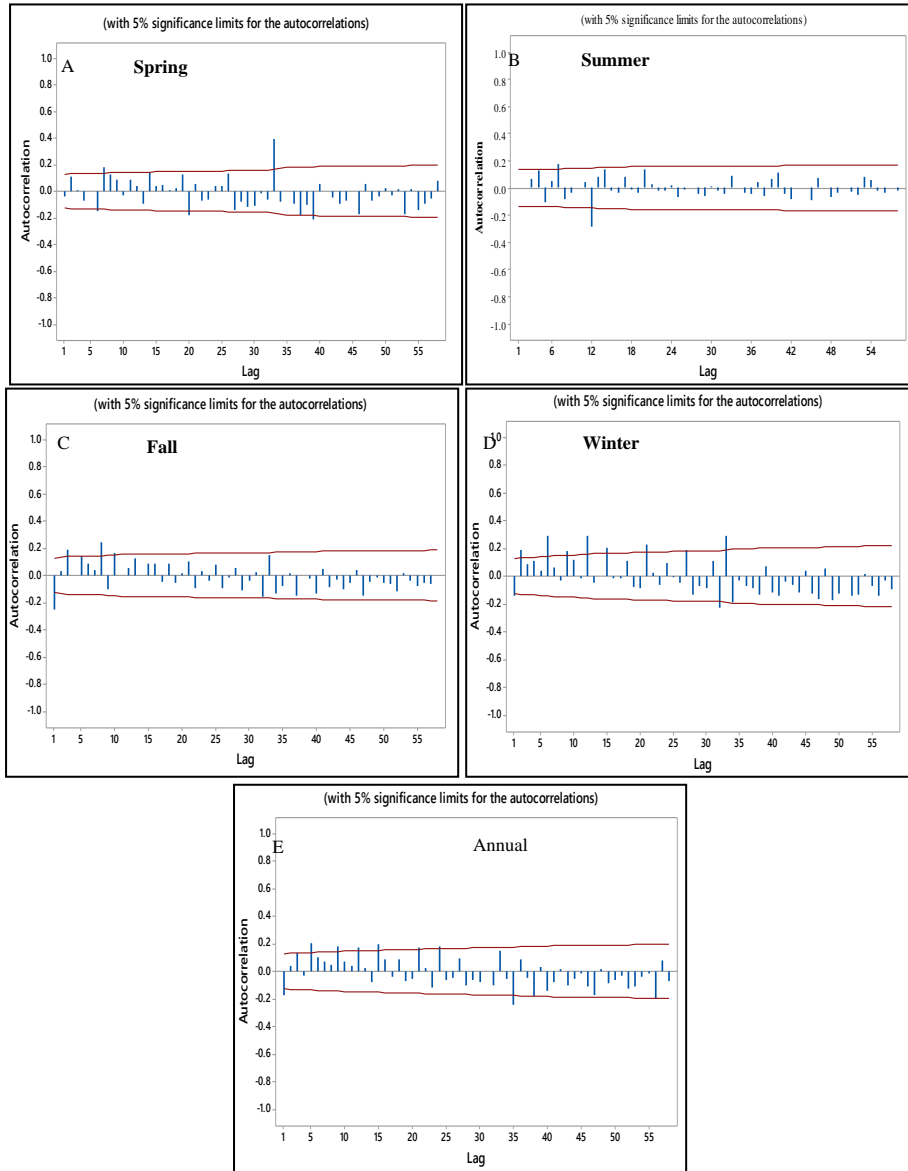 (with 5% significance limits for the autocorrelations)
A Spring
1.0
0.8
0.6
0.4
0.2
0.0
-0.2
-0.4
-0.6
-0.8
-1.0
Autocorrelation
1 5 10 15 20 25 30 35 40 45 50 55
Lag
(with 5% significance limits for the autocorrelations)
B Summer
1.0
0.8
0.6
0.4
0.2
0.0
-0.2
-0.4
-0.6
-0.8
-1.0
Autocorrelation
1 6 12 18 24 30 36 42 48 54
Lag
(with 5% significance limits for the autocorrelations)
C Fall
1.0
0.8
0.6
0.4
0.2
0.0
-0.2
-0.4
-0.6
-0.8
-1.0
Autocorrelation
1 5 10 15 20 25 30 35 40 45 50 55
Lag
(with 5% significance limits for the autocorrelations)
D Winter
1.0
0.8
0.6
0.4
0.2
0.0
-0.2
-0.4
-0.6
-0.8
-1.0
Autocorrelation
1 5 10 15 20 25 30 35 40 45 50 55
Lag
(with 5% significance limits for the autocorrelations)
E Annual
1.0
0.8
0.6
0.4
0.2
0.0
-0.2
-0.4
-0.6
-0.8
-1.0
Autocorrelation
1 5 10 15 20 25 30 35 40 45 50 55
Lag